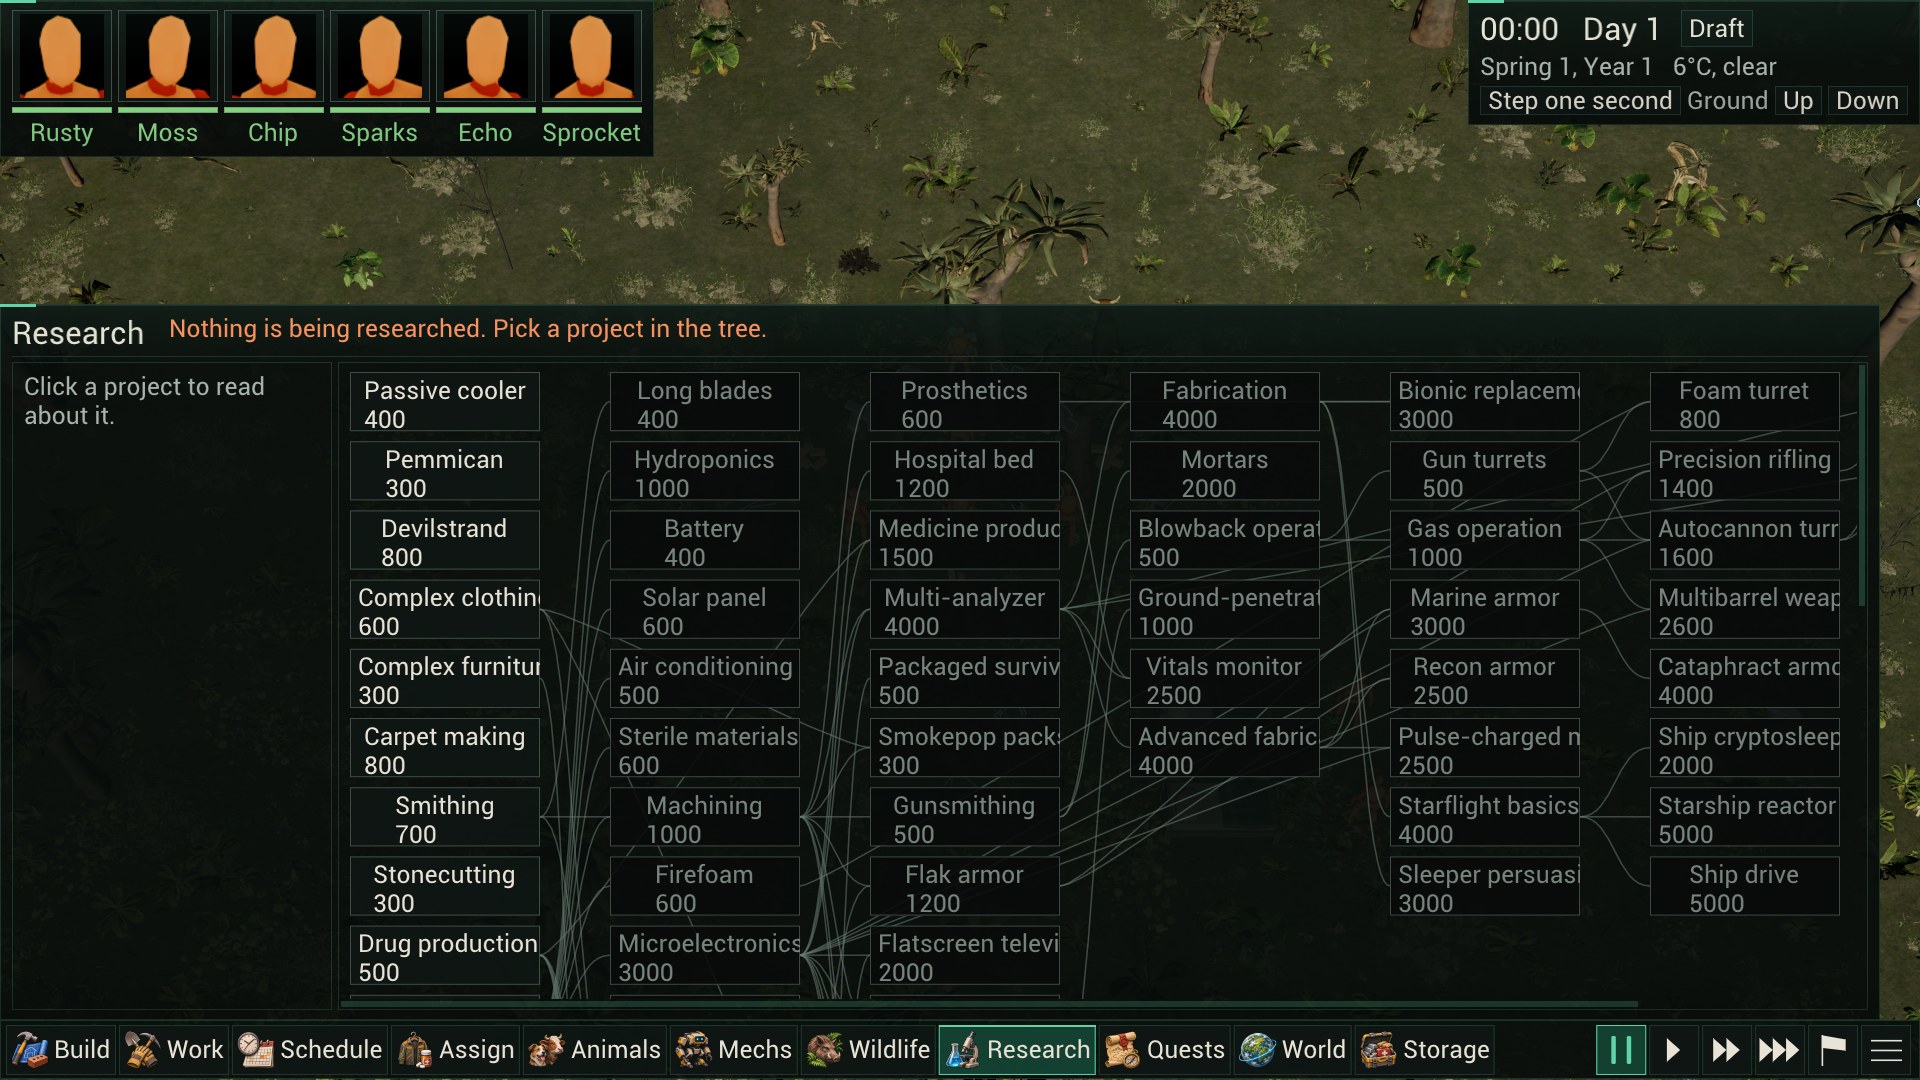 Rusty
Moss
Chip
Sparks
Echo
Sprocket
00:00 Day 1 Draft
Spring 1, Year 1 6°C, clear
Step one second Ground Up Down
Research
Nothing is being researched. Pick a project in the tree.
Click a project to read
about it.
Passive cooler
400
Pemmican
300
Devilstrand
800
Complex clothin
600
Complex furnitur
300
Carpet making
800
Smithing
700
Stonecutting
300
Drug production
500
Long blades
400
Hydroponics
1000
Battery
400
Solar panel
600
Air conditioning
500
Sterile materials
600
Machining
1000
Firefoam
600
Microelectronics
3000
Prosthetics
600
Hospital bed
1200
Medicine produc
1500
Multi-analyzer
4000
Packaged surviv
500
Smokepop pack
300
Gunsmithing
500
Flak armor
1200
Flatscreen televi
2000
Fabrication
4000
Mortars
2000
Blowback operat
500
Ground-penetrat
1000
Vitals monitor
2500
Advanced fabric
4000
Bionic replacem
3000
Gun turrets
500
Gas operation
1000
Marine armor
3000
Recon armor
2500
Pulse-charged m
2500
Starflight basics
4000
Sleeper persuasi
3000
Foam turret
800
Precision rifling
1400
Autocannon turr
1600
Multibarrel weap
2600
Cataphract armo
4000
Ship cryptosleep
2000
Starship reactor
5000
Ship drive
5000
Build
Work
Schedule
Assign
Animals
Mechs
Wildlife
Research
Quests
World
Storage